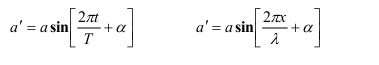 a′ = a sin[2πt/T + α] a′ = a sin[2πx/λ + α]